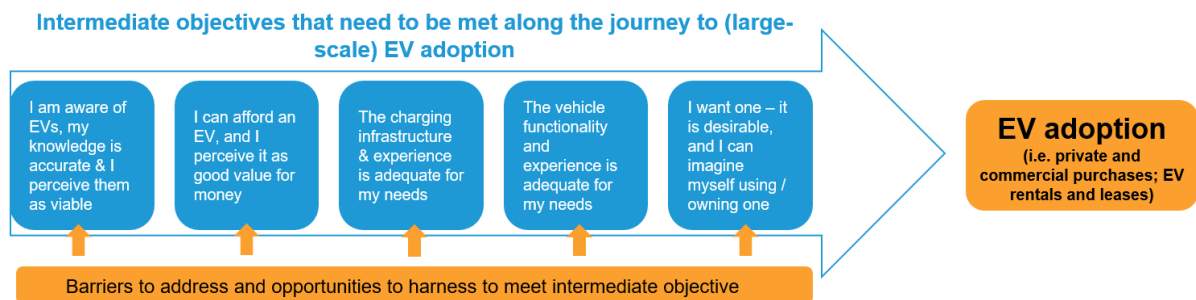 Intermediate objectives that need to be met along the journey to (large-
scale) EV adoption
I am aware of
EVs, my
knowledge is
accurate & I
perceive them
as viable
I can afford an
EV, and I
perceive it as
good value for
money
The charging
infrastructure
& experience
is adequate for
my needs
The vehicle
functionality
and
experience is
adequate for
my needs
I want one – it
is desirable,
and I can
imagine
myself using /
owning one
EV adoption
(i.e. private and
commercial purchases; EV
rentals and leases)
Barriers to address and opportunities to harness to meet intermediate objective